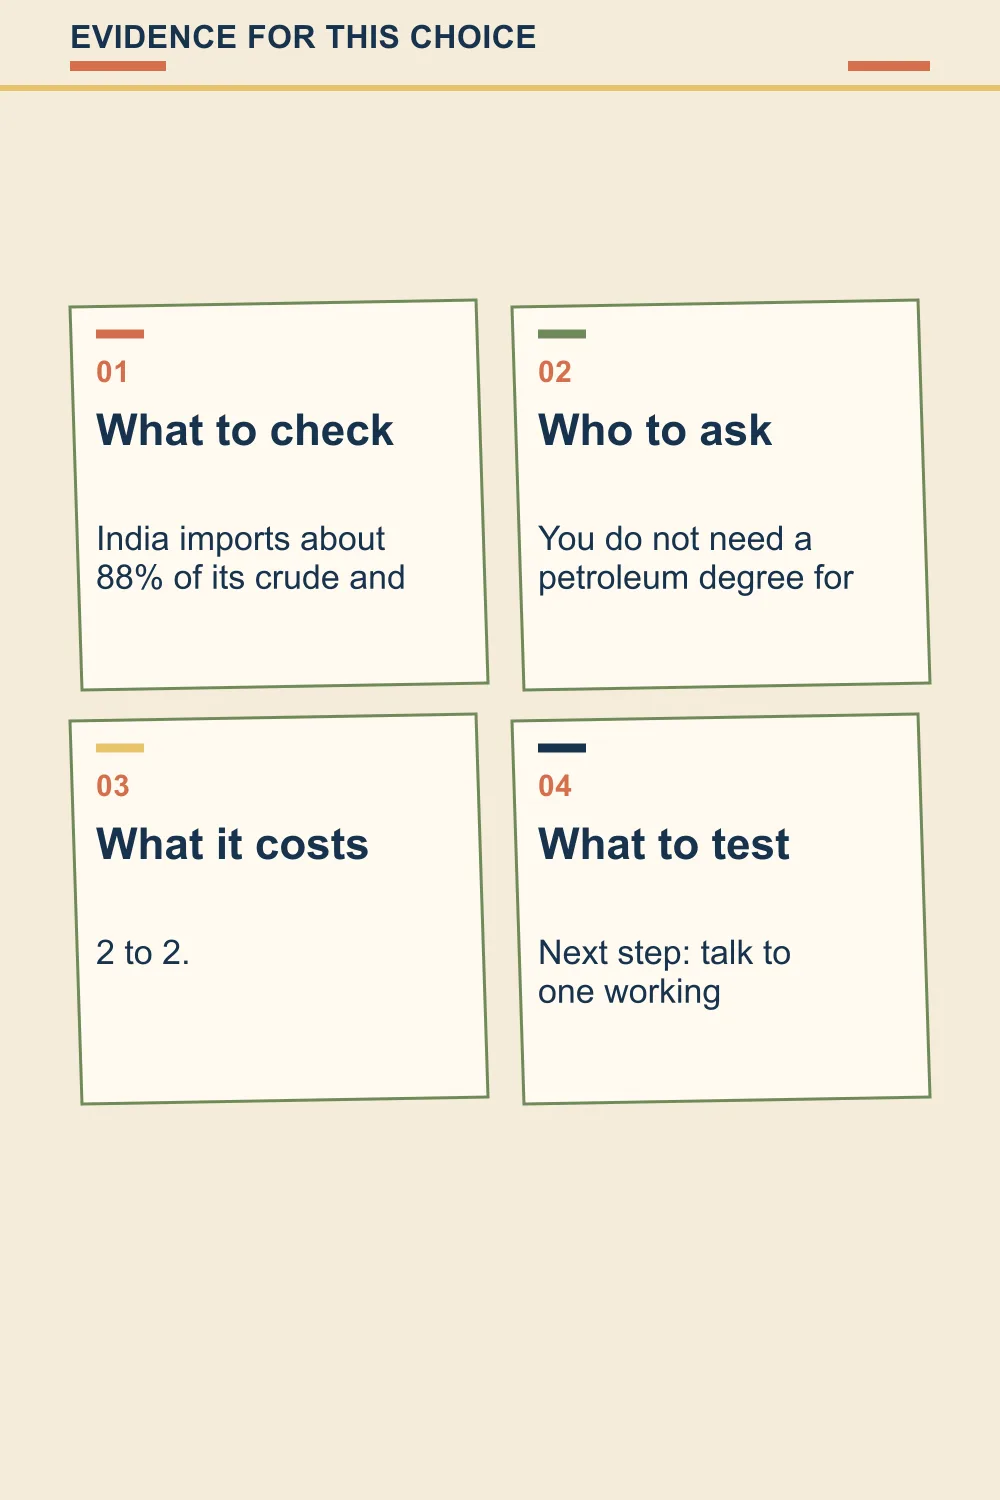 EVIDENCE FOR THIS CHOICE
01
What to check
India imports about
88% of its crude and
02
Who to ask
You do not need a
petroleum degree for
03
What it costs
2 to 2.
04
What to test
Next step: talk to
one working